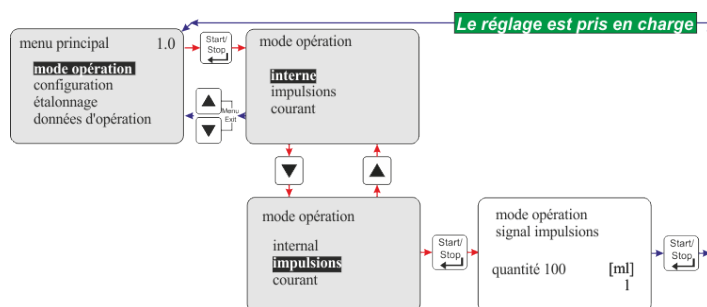 Le réglage est pris en charge
menu principal 1.0
mode opération
configuration
étalonnage
données d'opération
Start/
Stop
Menu
Exit
mode opération
interne
impulsions
courant
mode opération
internal
impulsions
courant
Start/
Stop
mode opération
signal impulsions
quantité 100 [ml]
1
Start/
Stop